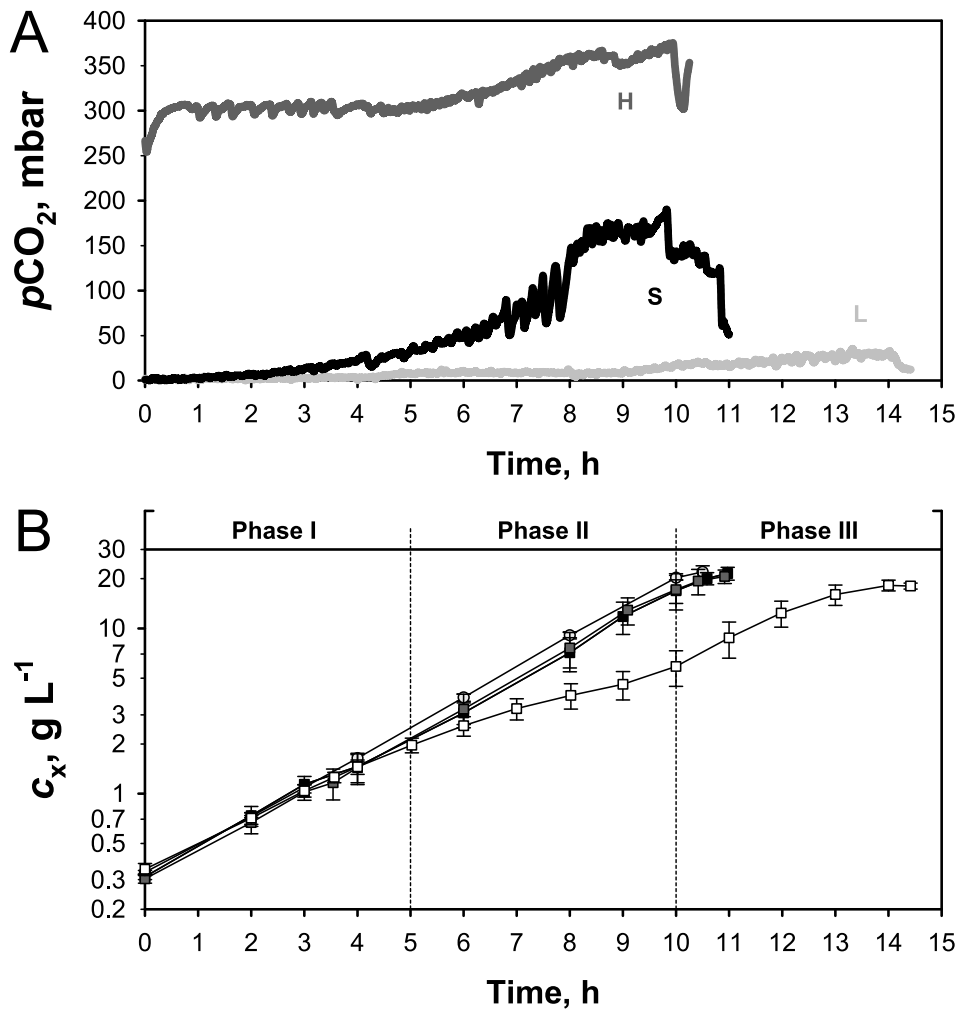 A
400
350
300
250
200
150
100
50
0
pCO₂, mbar
H
S
L
0 1 2 3 4 5 6 7 8 9 10 11 12 13 14 15
Time, h
B
Phase I Phase II Phase III
30
20
10
7
5
3
2
1
0.7
0.5
0.3
0.2
cₓ, g L⁻¹
0 1 2 3 4 5 6 7 8 9 10 11 12 13 14 15
Time, h